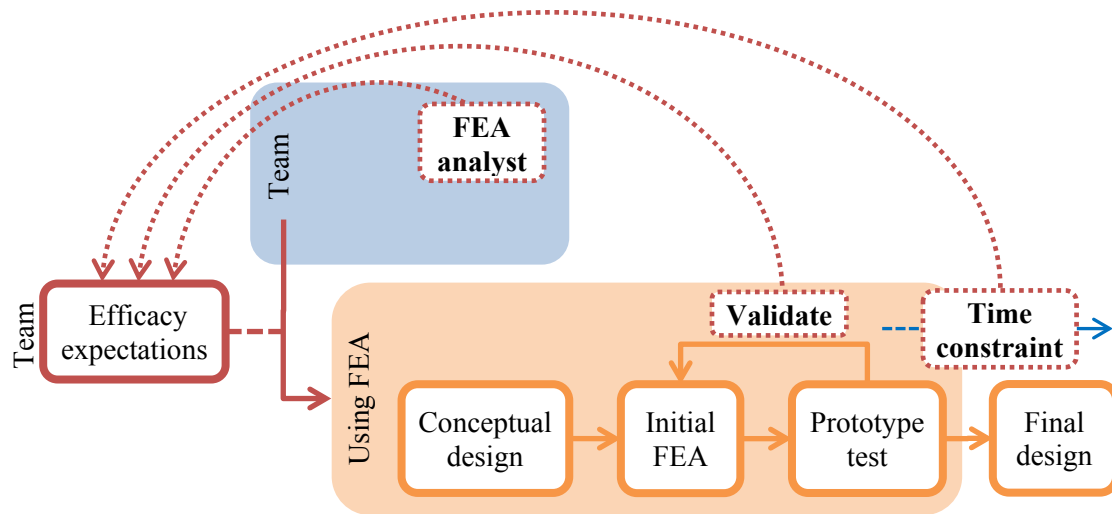 FEA
analyst
Team
Team
Efficacy
expectations
Validate
Time
constraint
Using FEA
Conceptual
design
Initial
FEA
Prototype
test
Final
design